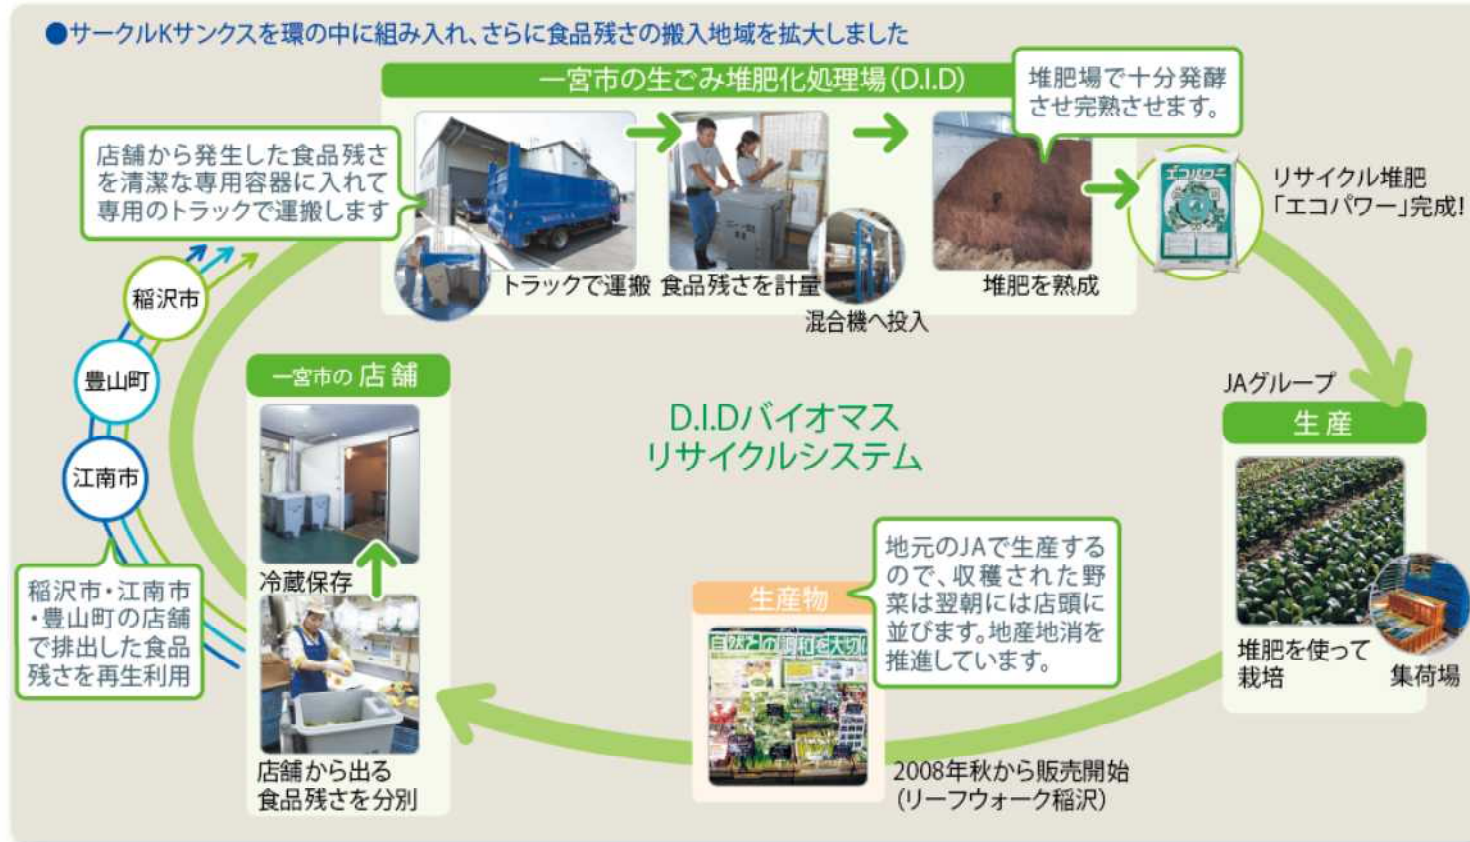 ●サークルKサンクスを環の中に組み入れ、さらに食品残さの搬入地域を拡大しました
一宮市の生ごみ堆肥化処理場(D.I.D)
堆肥場で十分発酵
させ完熟させます。
店舗から発生した食品残さ
を清潔な専用容器に入れて
専用のトラックで運搬します
トラックで運搬
食品残さを計量
混合機へ投入
堆肥を熟成
エコパワー
リサイクル堆肥
「エコパワー」完成!
稲沢市
豊山町
江南市
稲沢市・江南市
・豊山町の店舗
で排出した食品
残さを再生利用
一宮市の店舗
冷蔵保存
店舗から出る
食品残さを分別
D.I.Dバイオマス
リサイクルシステム
JAグループ
生産
堆肥を使って
栽培
集荷場
地元のJAで生産する
ので、収穫された野
菜は翌朝には店頭に
並びます。地産地消を
推進しています。
生産物
自然との調和を大切に
2008年秋から販売開始
(リーフウォーク稲沢)